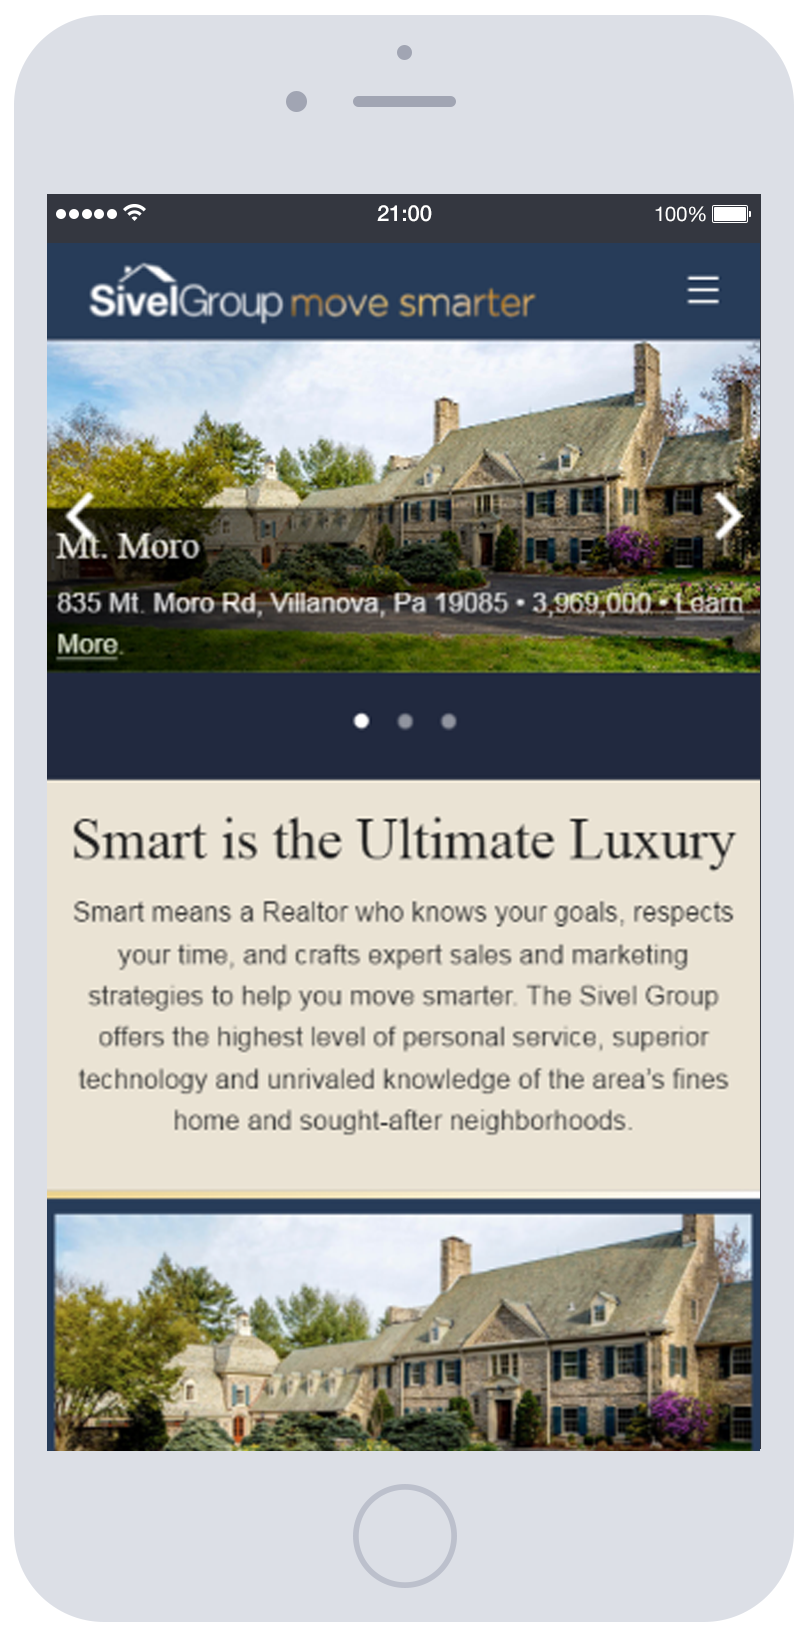 21:00
100%
SivelGroup move smarter
Mt. Moro
835 Mt. Moro Rd, Villanova, Pa 19085 • 3,969,000 • Learn
More.
Smart is the Ultimate Luxury
Smart means a Realtor who knows your goals, respects
your time, and crafts expert sales and marketing
strategies to help you move smarter. The Sivel Group
offers the highest level of personal service, superior
technology and unrivaled knowledge of the area's fines
home and sought-after neighborhoods.